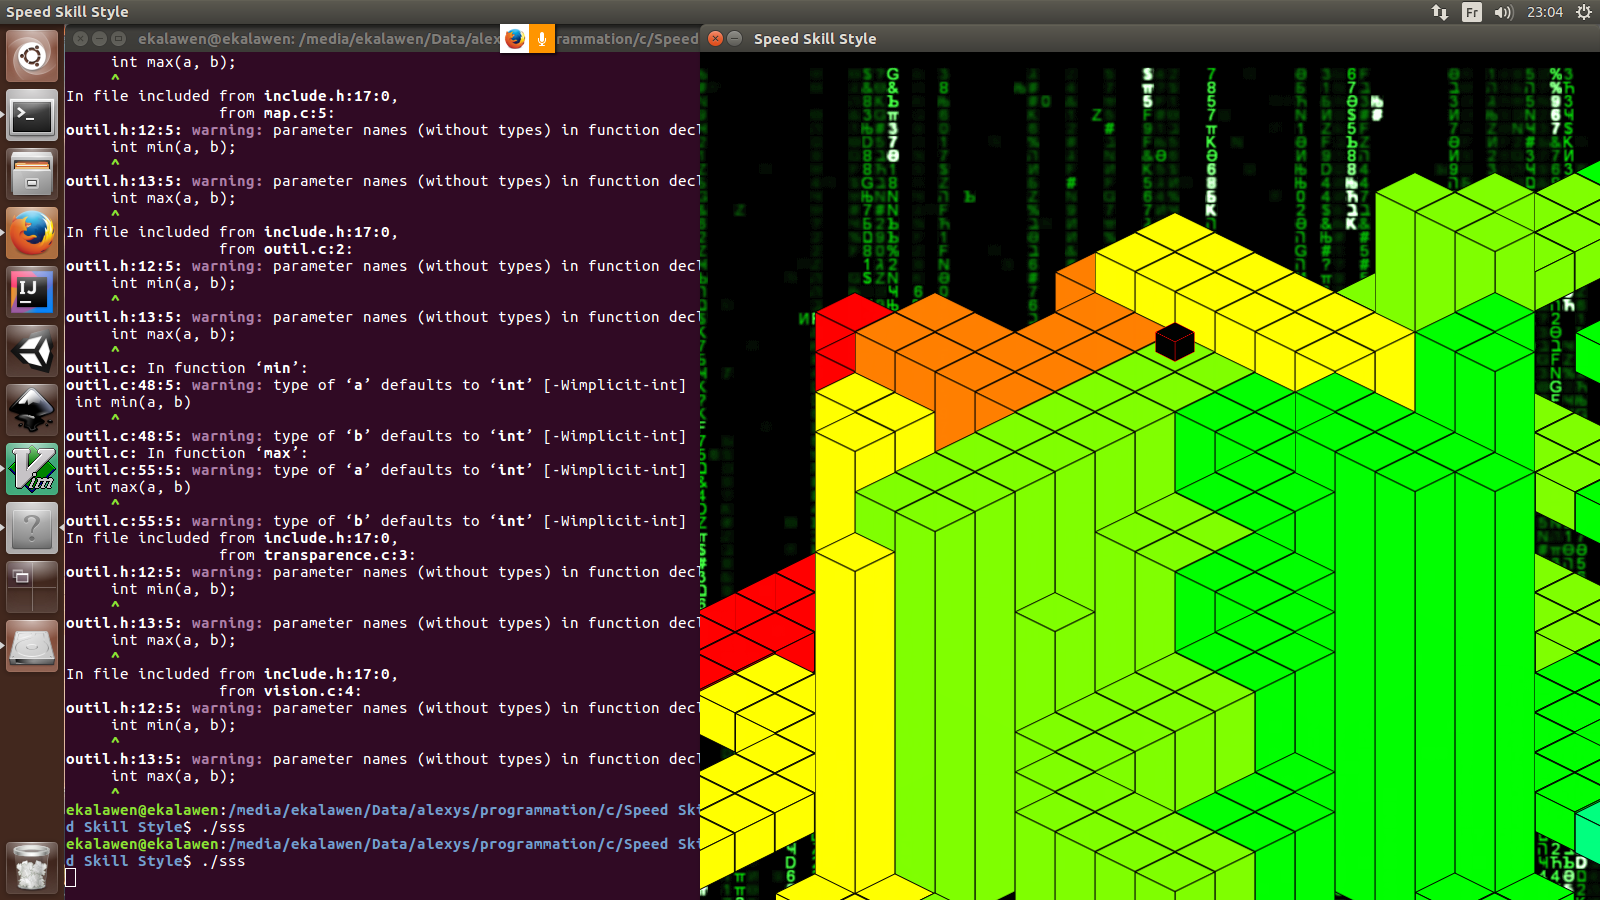 Speed Skill Style
Fr
23:04
ekalawen@ekalawen: /media/ekalawen/Data/alex
rammation/c/Speed
Speed Skill Style
int max(a, b);
^
In file included from include.h:17:0,
from map.c:5:
outil.h:12:5: warning: parameter names (without types) in function decl
int min(a, b);
^
outil.h:13:5: warning: parameter names (without types) in function decl
int max(a, b);
^
In file included from include.h:17:0,
from outil.c:2:
outil.h:12:5: warning: parameter names (without types) in function decl
int min(a, b);
^
outil.h:13:5: warning: parameter names (without types) in function decl
int max(a, b);
^
outil.c: In function ‘min’:
outil.c:48:5: warning: type of ‘a’ defaults to ‘int’ [-Wimplicit-int]
int min(a, b)
^
outil.c:48:5: warning: type of ‘b’ defaults to ‘int’ [-Wimplicit-int]
outil.c: In function ‘max’:
outil.c:55:5: warning: type of ‘a’ defaults to ‘int’ [-Wimplicit-int]
int max(a, b)
^
outil.c:55:5: warning: type of ‘b’ defaults to ‘int’ [-Wimplicit-int]
In file included from include.h:17:0,
from transparence.c:3:
outil.h:12:5: warning: parameter names (without types) in function decl
int min(a, b);
^
outil.h:13:5: warning: parameter names (without types) in function decl
int max(a, b);
^
In file included from include.h:17:0,
from vision.c:4:
outil.h:12:5: warning: parameter names (without types) in function decl
int min(a, b);
^
outil.h:13:5: warning: parameter names (without types) in function decl
int max(a, b);
^
ekalawen@ekalawen:/media/ekalawen/Data/alexys/programmation/c/Speed Ski
d Skill Style$ ./sss
ekalawen@ekalawen:/media/ekalawen/Data/alexys/programmation/c/Speed Ski
d Skill Style$ ./sss
IJ
Vim